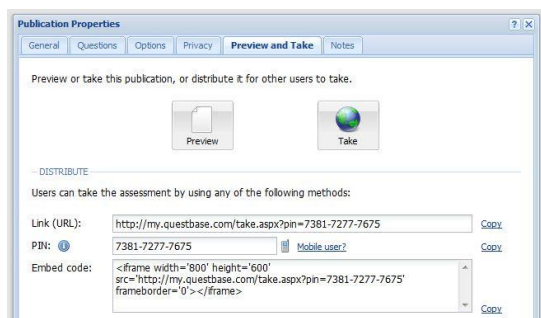 Publication Properties
General Questions Options Privacy Preview and Take Notes
Preview or take this publication, or distribute it for other users to take.
Preview Take
DISTRIBUTE
Users can take the assessment by using any of the following methods:
Link (URL): http://my.questbase.com/take.aspx?pin=7381-7277-7675 Copy
PIN: 7381-7277-7675 Mobile user? Copy
Embed code: <iframe width='800' height='600'
src='http://my.questbase.com/take.aspx?pin=7381-7277-7675'
frameborder='0'></iframe>
Copy